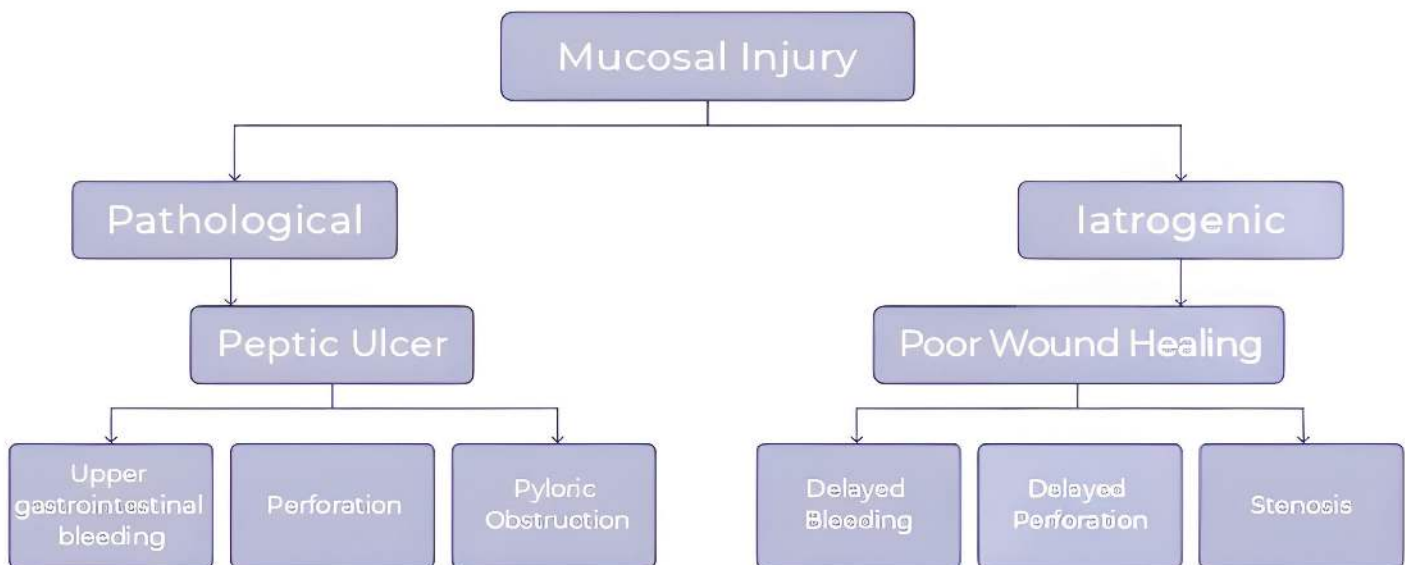 Mucosal Injury
Pathological
Iatrogenic
Peptic Ulcer
Poor Wound Healing
Upper
gastrointestinal
bleeding
Perforation
Pyloric
Obstruction
Delayed
Bleeding
Delayed
Perforation
Stenosis